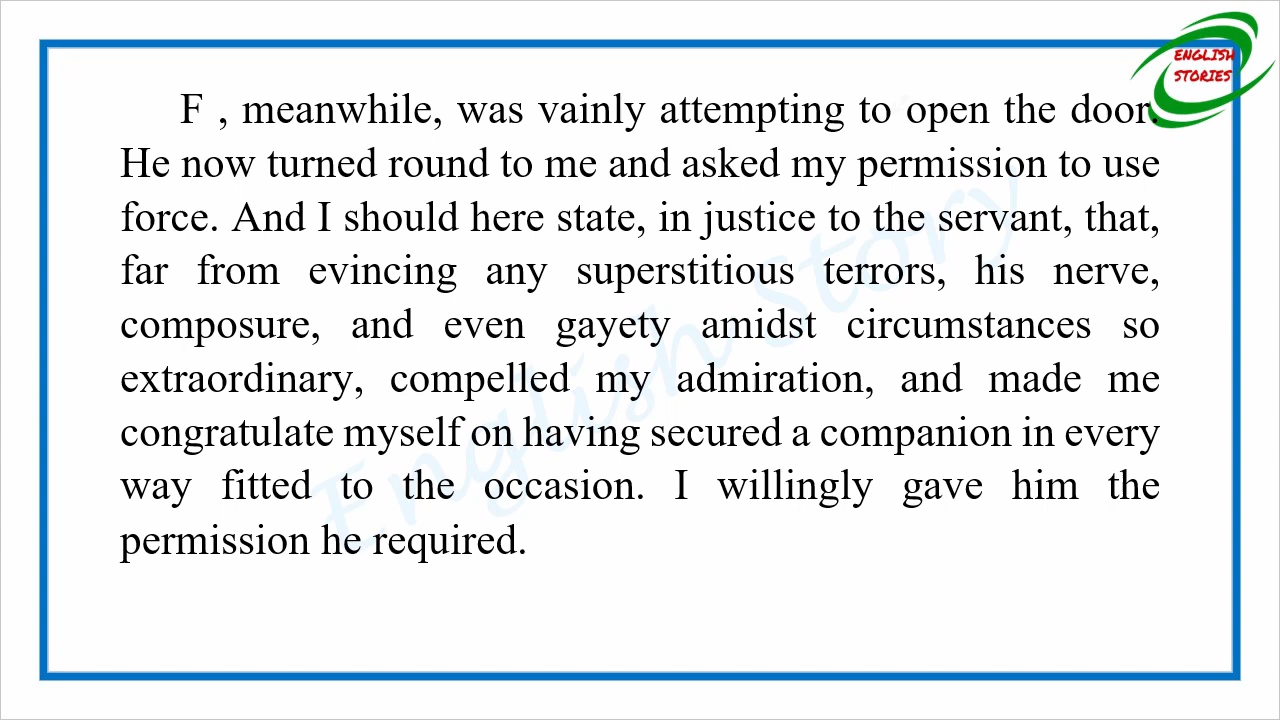 ENGLISH
STORIES
F , meanwhile, was vainly attempting to open the door.
He now turned round to me and asked my permission to use
force. And I should here state, in justice to the servant, that,
far from evincing any superstitious terrors, his nerve,
composure, and even gayety amidst circumstances so
extraordinary, compelled my admiration, and made me
congratulate myself on having secured a companion in every
way fitted to the occasion. I willingly gave him the
permission he required.
English Story